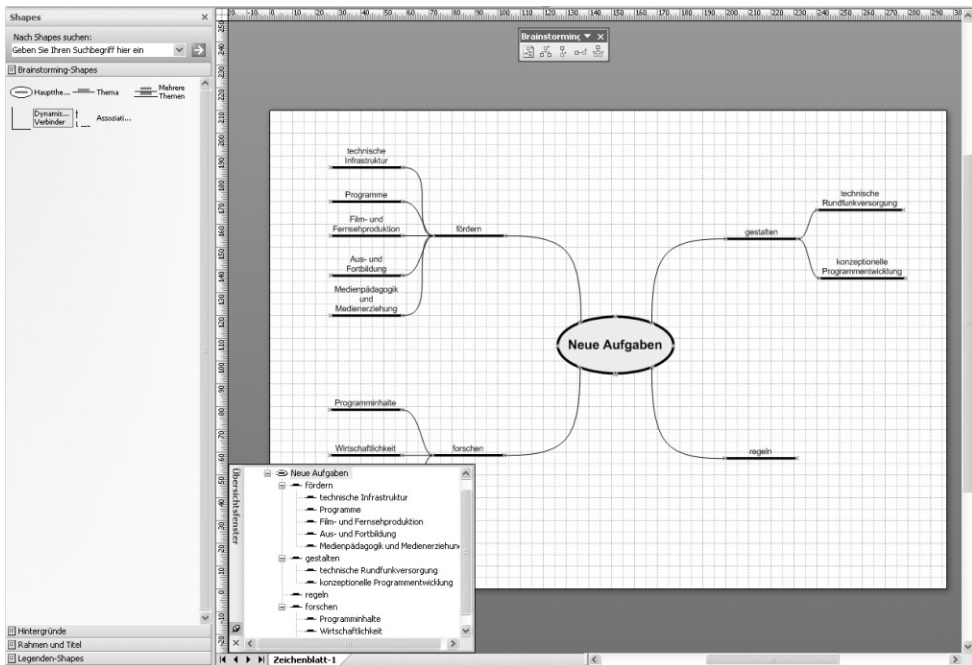 Shapes
Nach Shapes suchen:
Geben Sie Ihren Suchbegriff hier ein
Brainstorming-Shapes
Hauptthe...
Thema
Mehrere
Themen
Dynamis...
Verbinder
Assoziati...
Hintergründe
Rahmen und Titel
Legenden-Shapes
Brainstorming
technische
Infrastruktur
Programme
Film- und
Fernsehproduktion
Aus- und
Fortbildung
Medienpädagogik
und
Medienerziehung
fördern
technische
Rundfunkversorgung
gestalten
konzeptionelle
Programmentwicklung
Neue Aufgaben
Programminhalte
Wirtschaftlichkeit
forschen
regeln
Übersichtsfenster
Neue Aufgaben
fördern
technische Infrastruktur
Programme
Film- und Fernsehproduktion
Aus- und Fortbildung
Medienpädagogik und Medienerziehun
gestalten
technische Rundfunkversorgung
konzeptionelle Programmentwicklung
regeln
forschen
Programminhalte
Wirtschaftlichkeit
Zeichenblatt-1